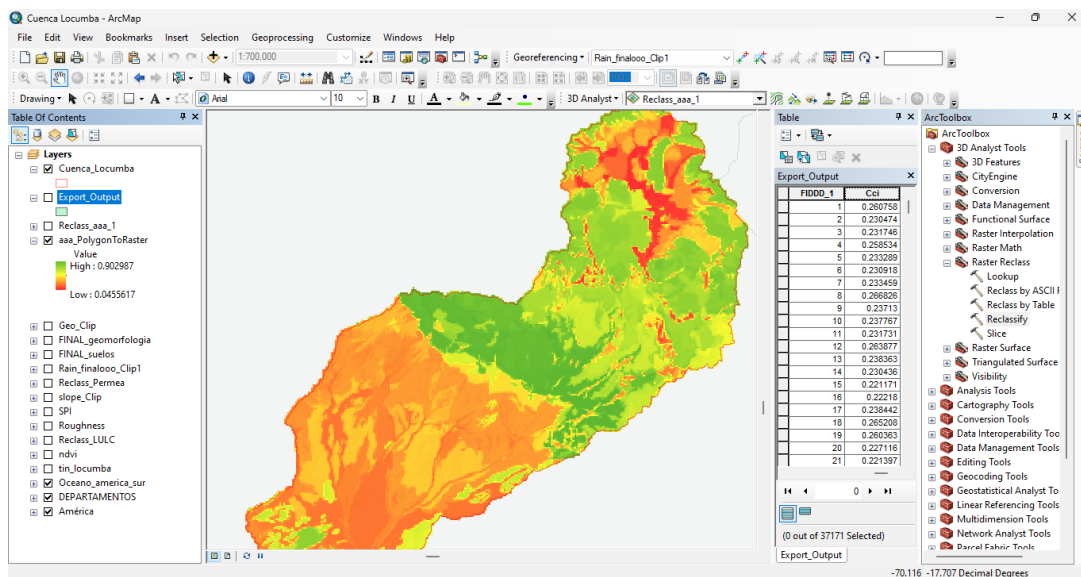 Cuenca Locumba - ArcMap
File Edit View Bookmarks Insert Selection Geoprocessing Customize Windows Help
1:700,000 Georeferencing Rain_finalooo_Clip1
Drawing A Arial 10 B I U A 3D Analyst Reclass_aaa_1
Table Of Contents
Layers
Cuenca_Locumba
Export_Output
Reclass_aaa_1
aaa_PolygonToRaster
Value
High : 0.902987
Low : 0.0455617
Geo_Clip
FINAL_geomorfologia
FINAL_suelos
Rain_finalooo_Clip1
Reclass_Permea
slope_Clip
SPI
Roughness
Reclass_LULC
ndvi
tin_locumba
Oceano_america_sur
DEPARTAMENTOS
América
Table
Export_Output
FIDDD_1 Cci
1 0.260758
2 0.230474
3 0.231746
4 0.258534
5 0.233289
6 0.230918
7 0.233459
8 0.266826
9 0.23713
10 0.237767
11 0.231731
12 0.263877
13 0.238363
14 0.230436
15 0.221171
16 0.22218
17 0.238442
18 0.265208
19 0.260363
20 0.227116
21 0.221397
0
(0 out of 37171 Selected)
Export_Output
ArcToolbox
ArcToolbox
3D Analyst Tools
3D Features
CityEngine
Conversion
Data Management
Functional Surface
Raster Interpolation
Raster Math
Raster Reclass
Lookup
Reclass by ASCII F
Reclass by Table
Reclassify
Slice
Raster Surface
Triangulated Surface
Visibility
Analysis Tools
Cartography Tools
Conversion Tools
Data Interoperability Too
Data Management Tools
Editing Tools
Geocoding Tools
Geostatistical Analyst To
Linear Referencing Tools
Multidimension Tools
Network Analyst Tools
Parcel Fabric Tools
-70.116 -17.707 Decimal Degrees